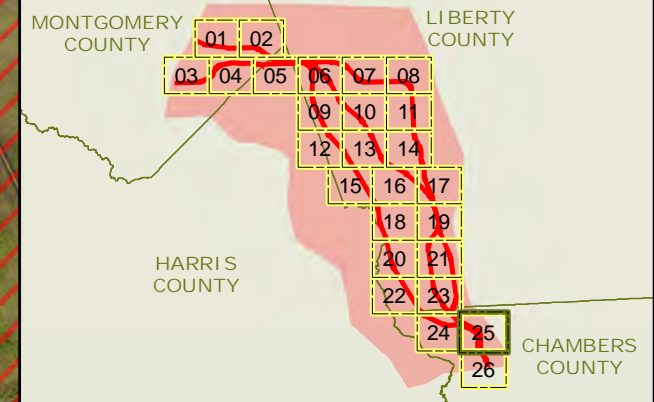 MONTGOMERY
COUNTY
LIBERTY
COUNTY
01 02
03 04 05 06 07 08
09 10 11
12 13 14
15 16 17
18 19
20 21
22 23
24 25
26
HARRIS
COUNTY
CHAMBERS
COUNTY